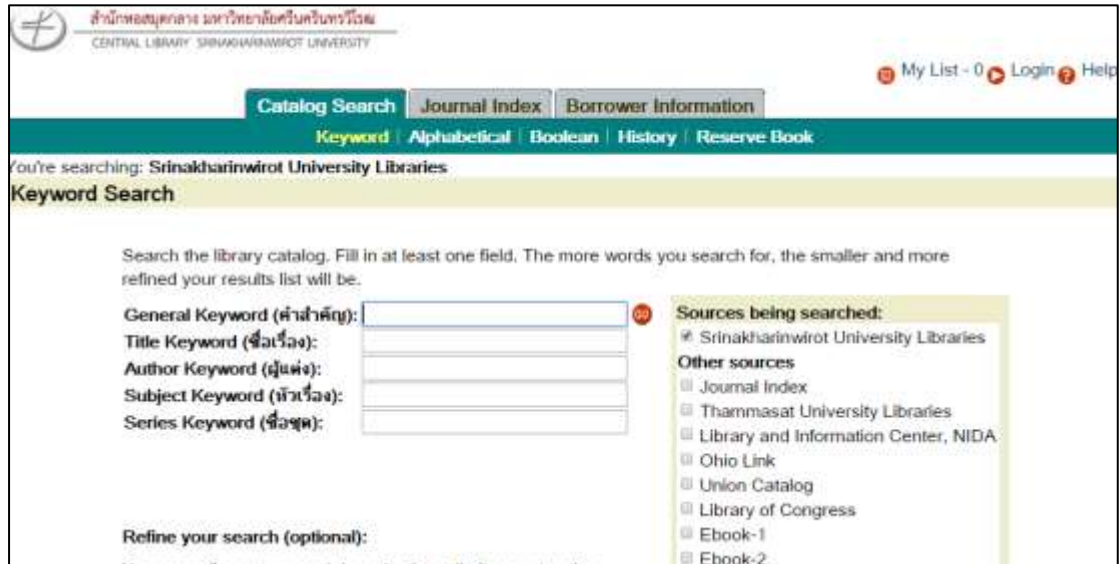 สำนักหอสมุดกลาง มหาวิทยาลัยศรีนครินทรวิโรฒ
CENTRAL LIBRARY SRINAKHARINWIROT UNIVERSITY
My List - 0 Login Help
Catalog Search Journal Index Borrower Information
Keyword | Alphabetical | Boolean | History | Reserve Book
You're searching: Srinakharinwirot University Libraries
Keyword Search
Search the library catalog. Fill in at least one field. The more words you search for, the smaller and more
refined your results list will be.
General Keyword (คำสำคัญ): GO
Title Keyword (ชื่อเรื่อง):
Author Keyword (ผู้แต่ง):
Subject Keyword (หัวเรื่อง):
Series Keyword (ชื่อชุด):
Sources being searched:
Srinakharinwirot University Libraries
Other sources
Journal Index
Thammasat University Libraries
Library and Information Center, NIDA
Ohio Link
Union Catalog
Library of Congress
Ebook-1
Ebook-2
Refine your search (optional):